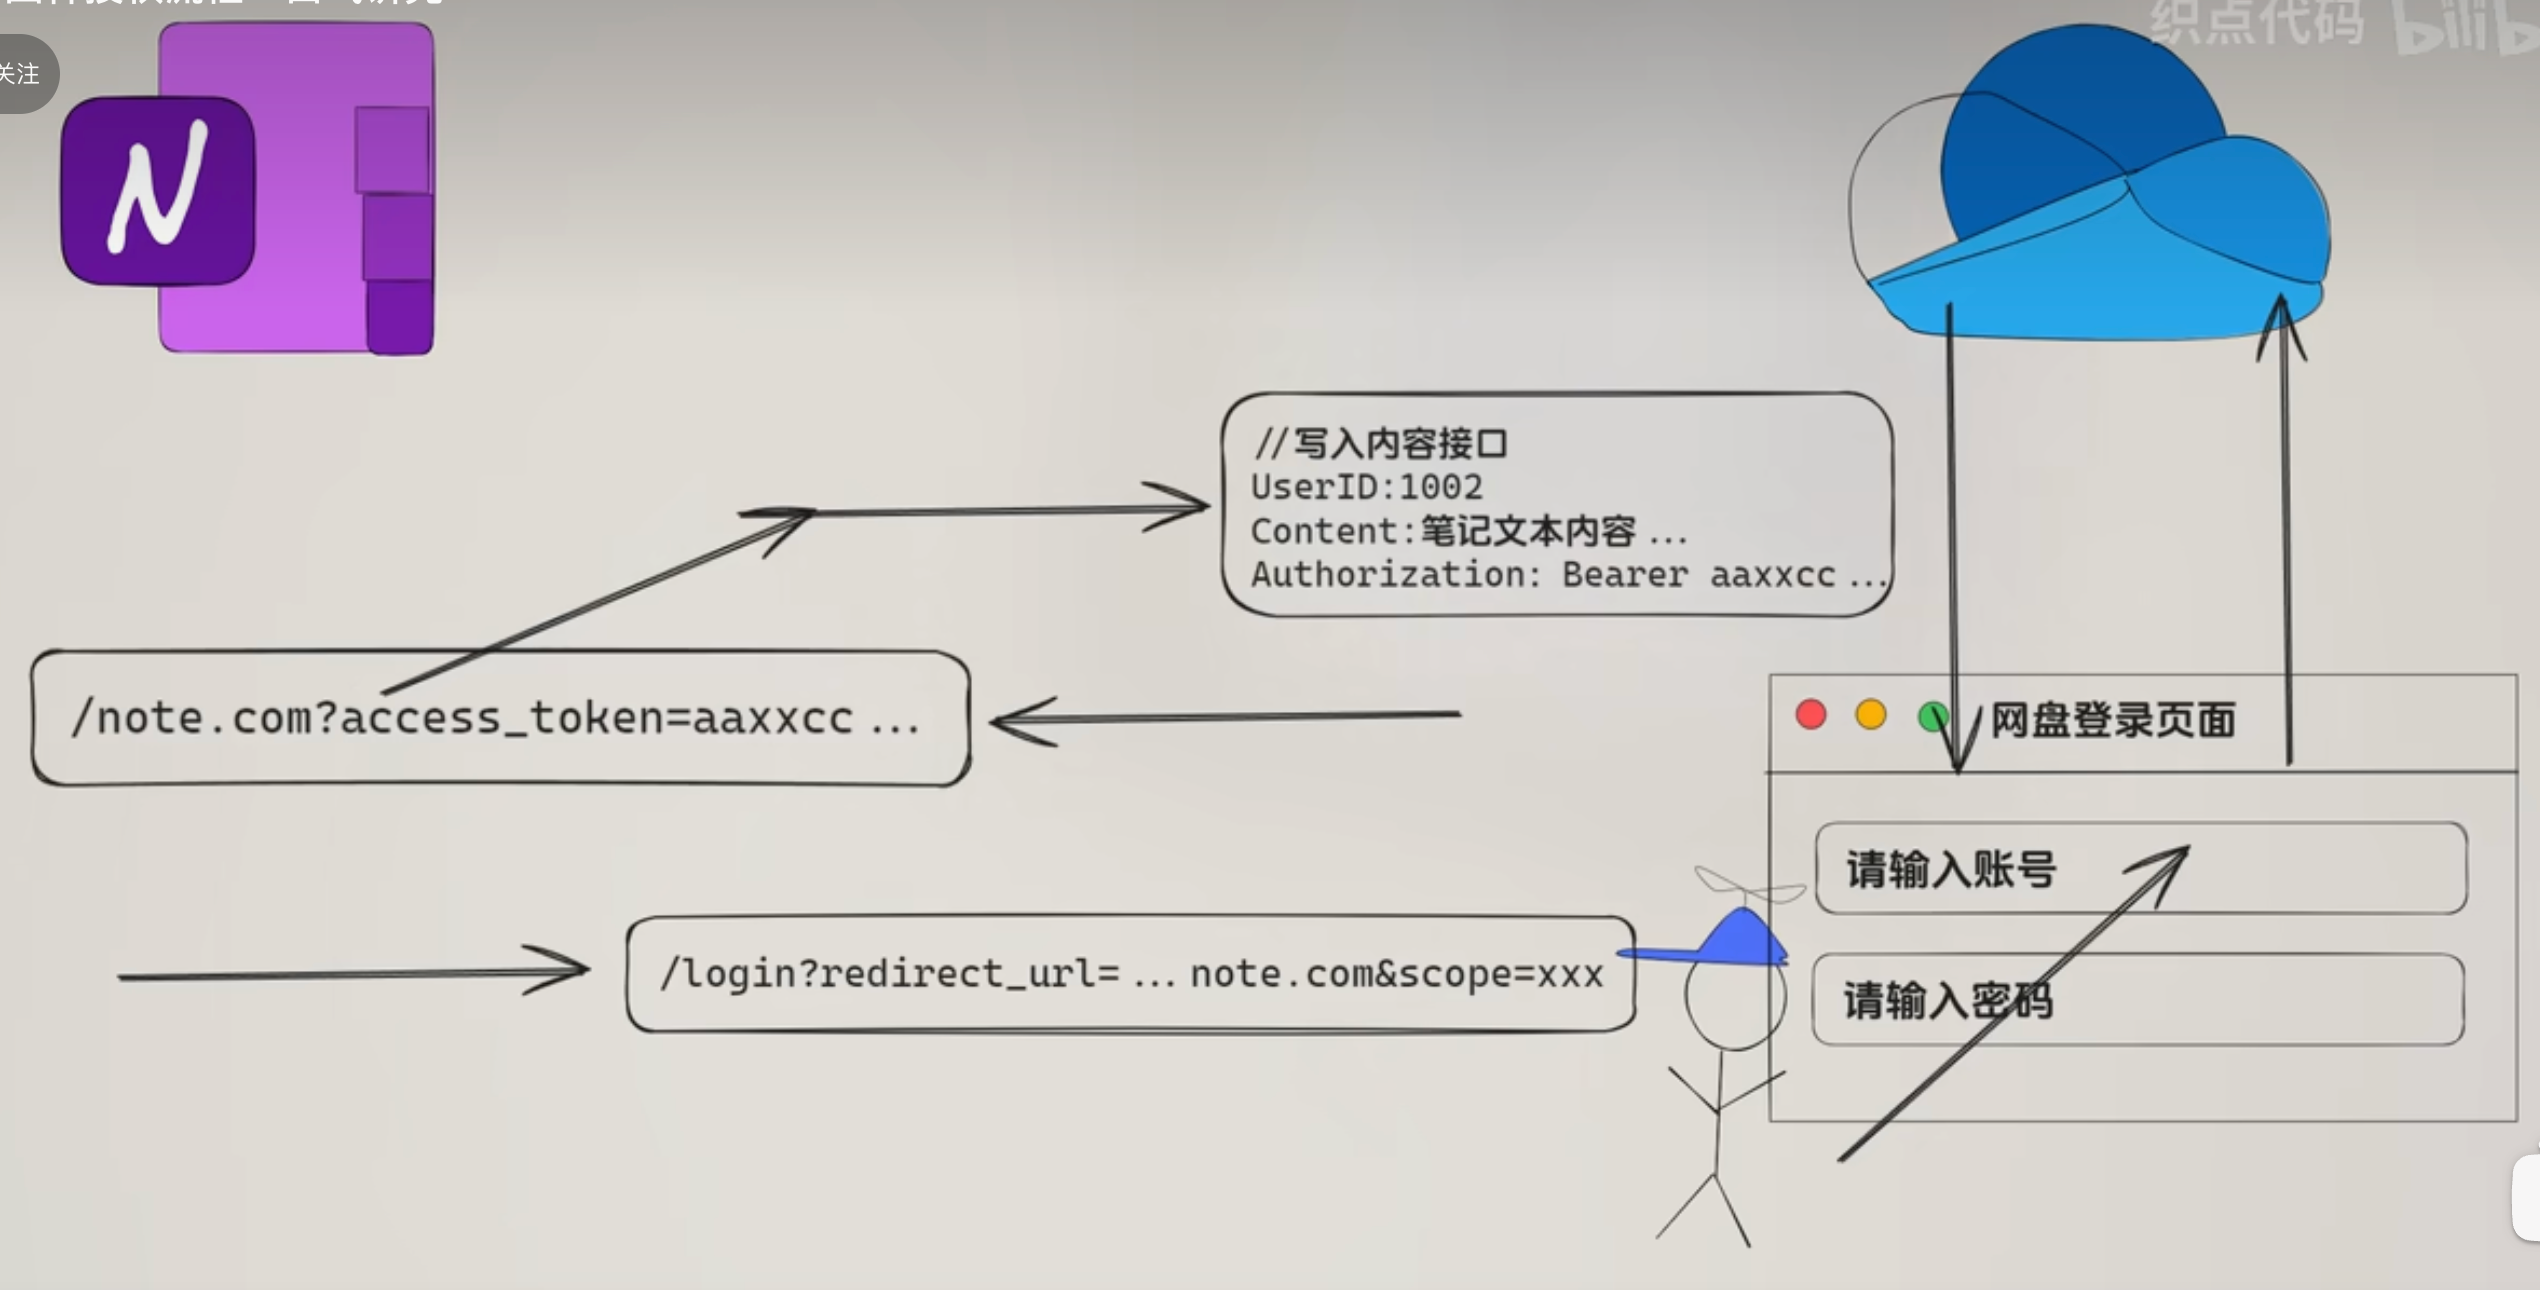 关注
织点代码 bilib
N
//写入内容接口
UserID:1002
Content:笔记文本内容...
Authorization: Bearer aaxxcc...
/note.com?access_token=aaxxcc...
网盘登录页面
请输入账号
请输入密码
/login?redirect_url=...note.com&scope=xxx